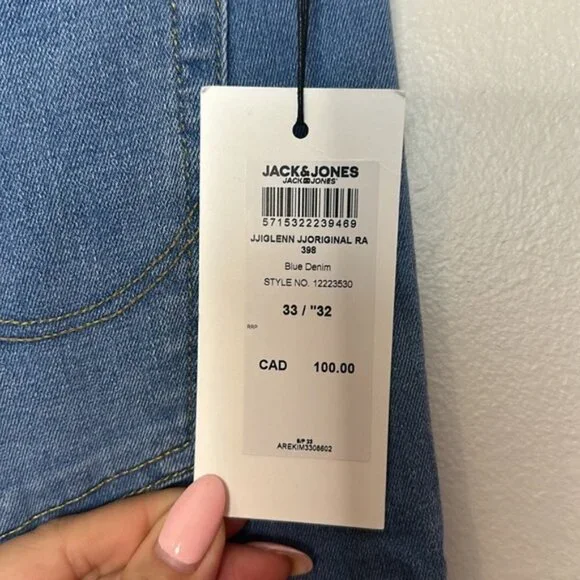 JACK&JONES
JACK JONES
5715322239469
JJIGLENN JJORIGINAL RA
398
Blue Denim
STYLE NO. 12223530
33 / "32
RRP
CAD 100.00
AREKIM3308602